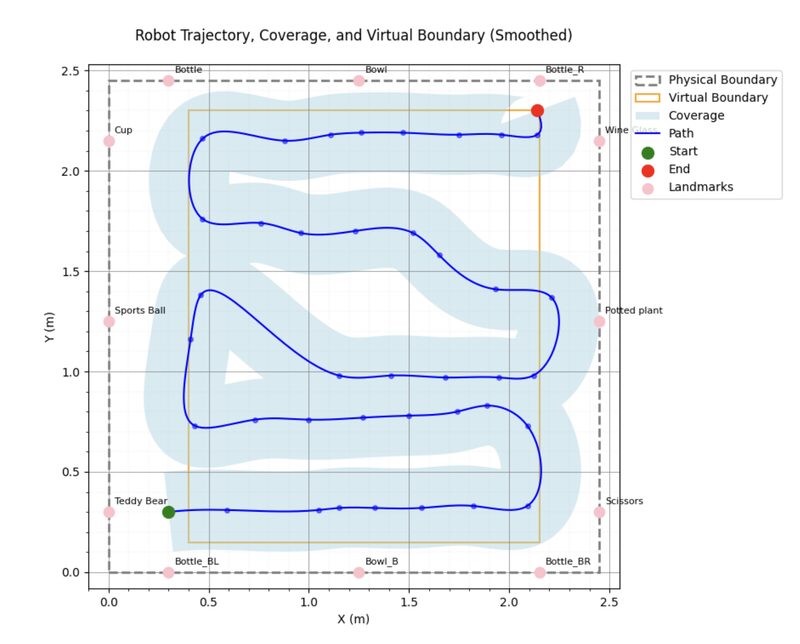 Robot Trajectory, Coverage, and Virtual Boundary (Smoothed)
Bottle
Bowl
Bottle_R
2.5
Physical Boundary
Virtual Boundary
Coverage
Path
Start
End
Landmarks
Cup
Wine
2.0
1.5
Sports Ball
Potted plant
Y (m)
1.0
0.5
Teddy Bear
Scissors
Bottle_BL
Bowl_B
Bottle_BR
0.0
0.0
0.5
1.0
1.5
2.0
2.5
X (m)